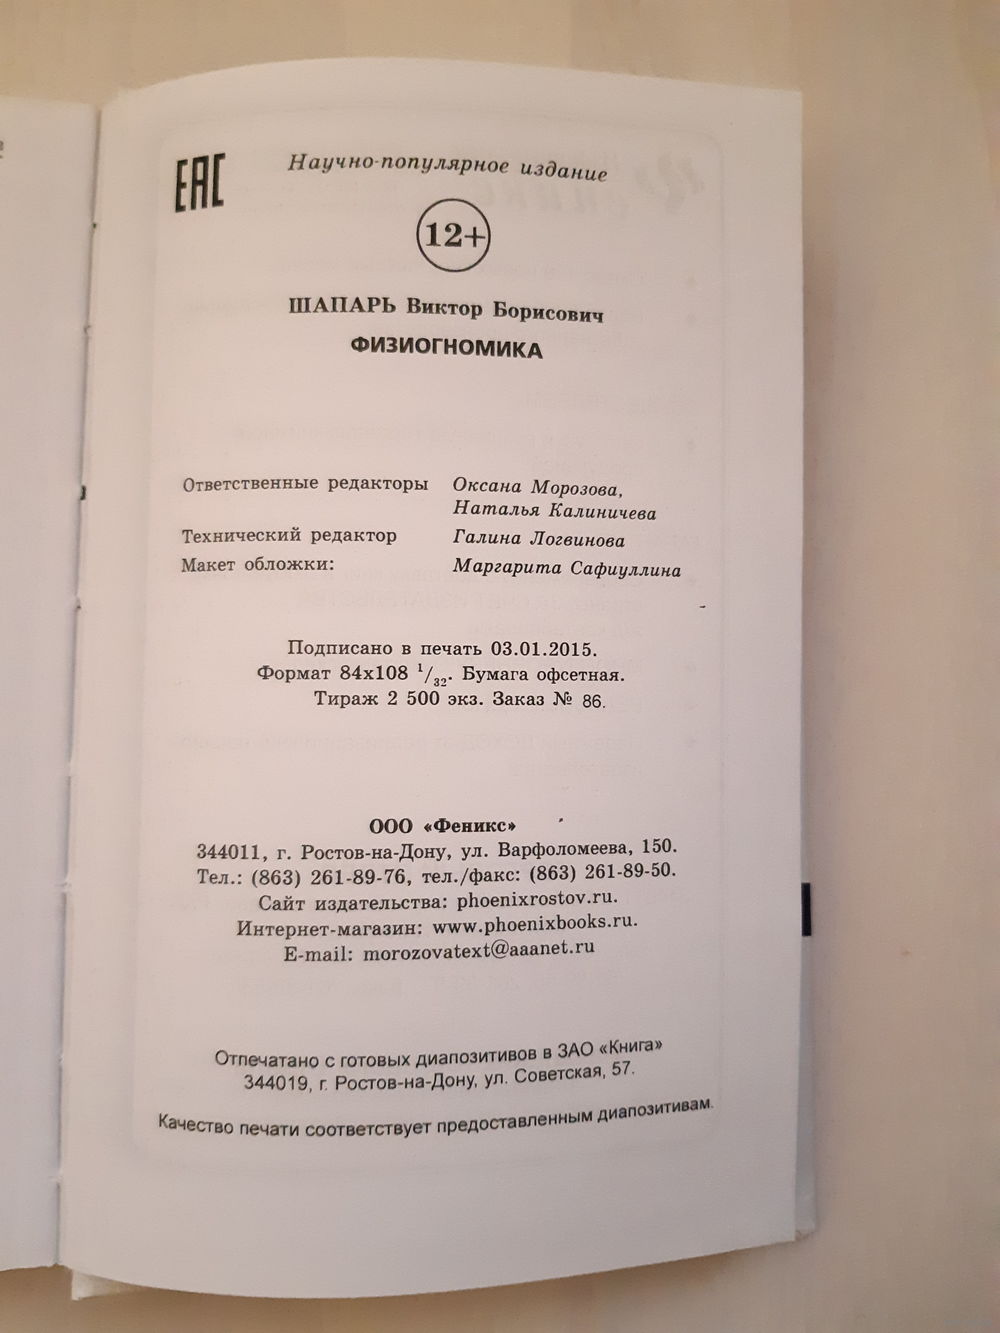 ЕАС
Научно-популярное издание
12+
ШАПАРЬ Виктор Борисович
ФИЗИОГНОМИКА
Ответственные редакторы Оксана Морозова,
Наталья Калиничева
Технический редактор Галина Логвинова
Макет обложки: Маргарита Сафиуллина
Подписано в печать 03.01.2015.
Формат 84х108 1/32. Бумага офсетная.
Тираж 2 500 экз. Заказ № 86.
ООО «Феникс»
344011, г. Ростов-на-Дону, ул. Варфоломеева, 150.
Тел.: (863) 261-89-76, тел./факс: (863) 261-89-50.
Сайт издательства: phoenixrostov.ru.
Интернет-магазин: www.phoenixbooks.ru.
E-mail: morozovatext@aaanet.ru
Отпечатано с готовых диапозитивов в ЗАО «Книга»
344019, г. Ростов-на-Дону, ул. Советская, 57.
Качество печати соответствует предоставленным диапозитивам.